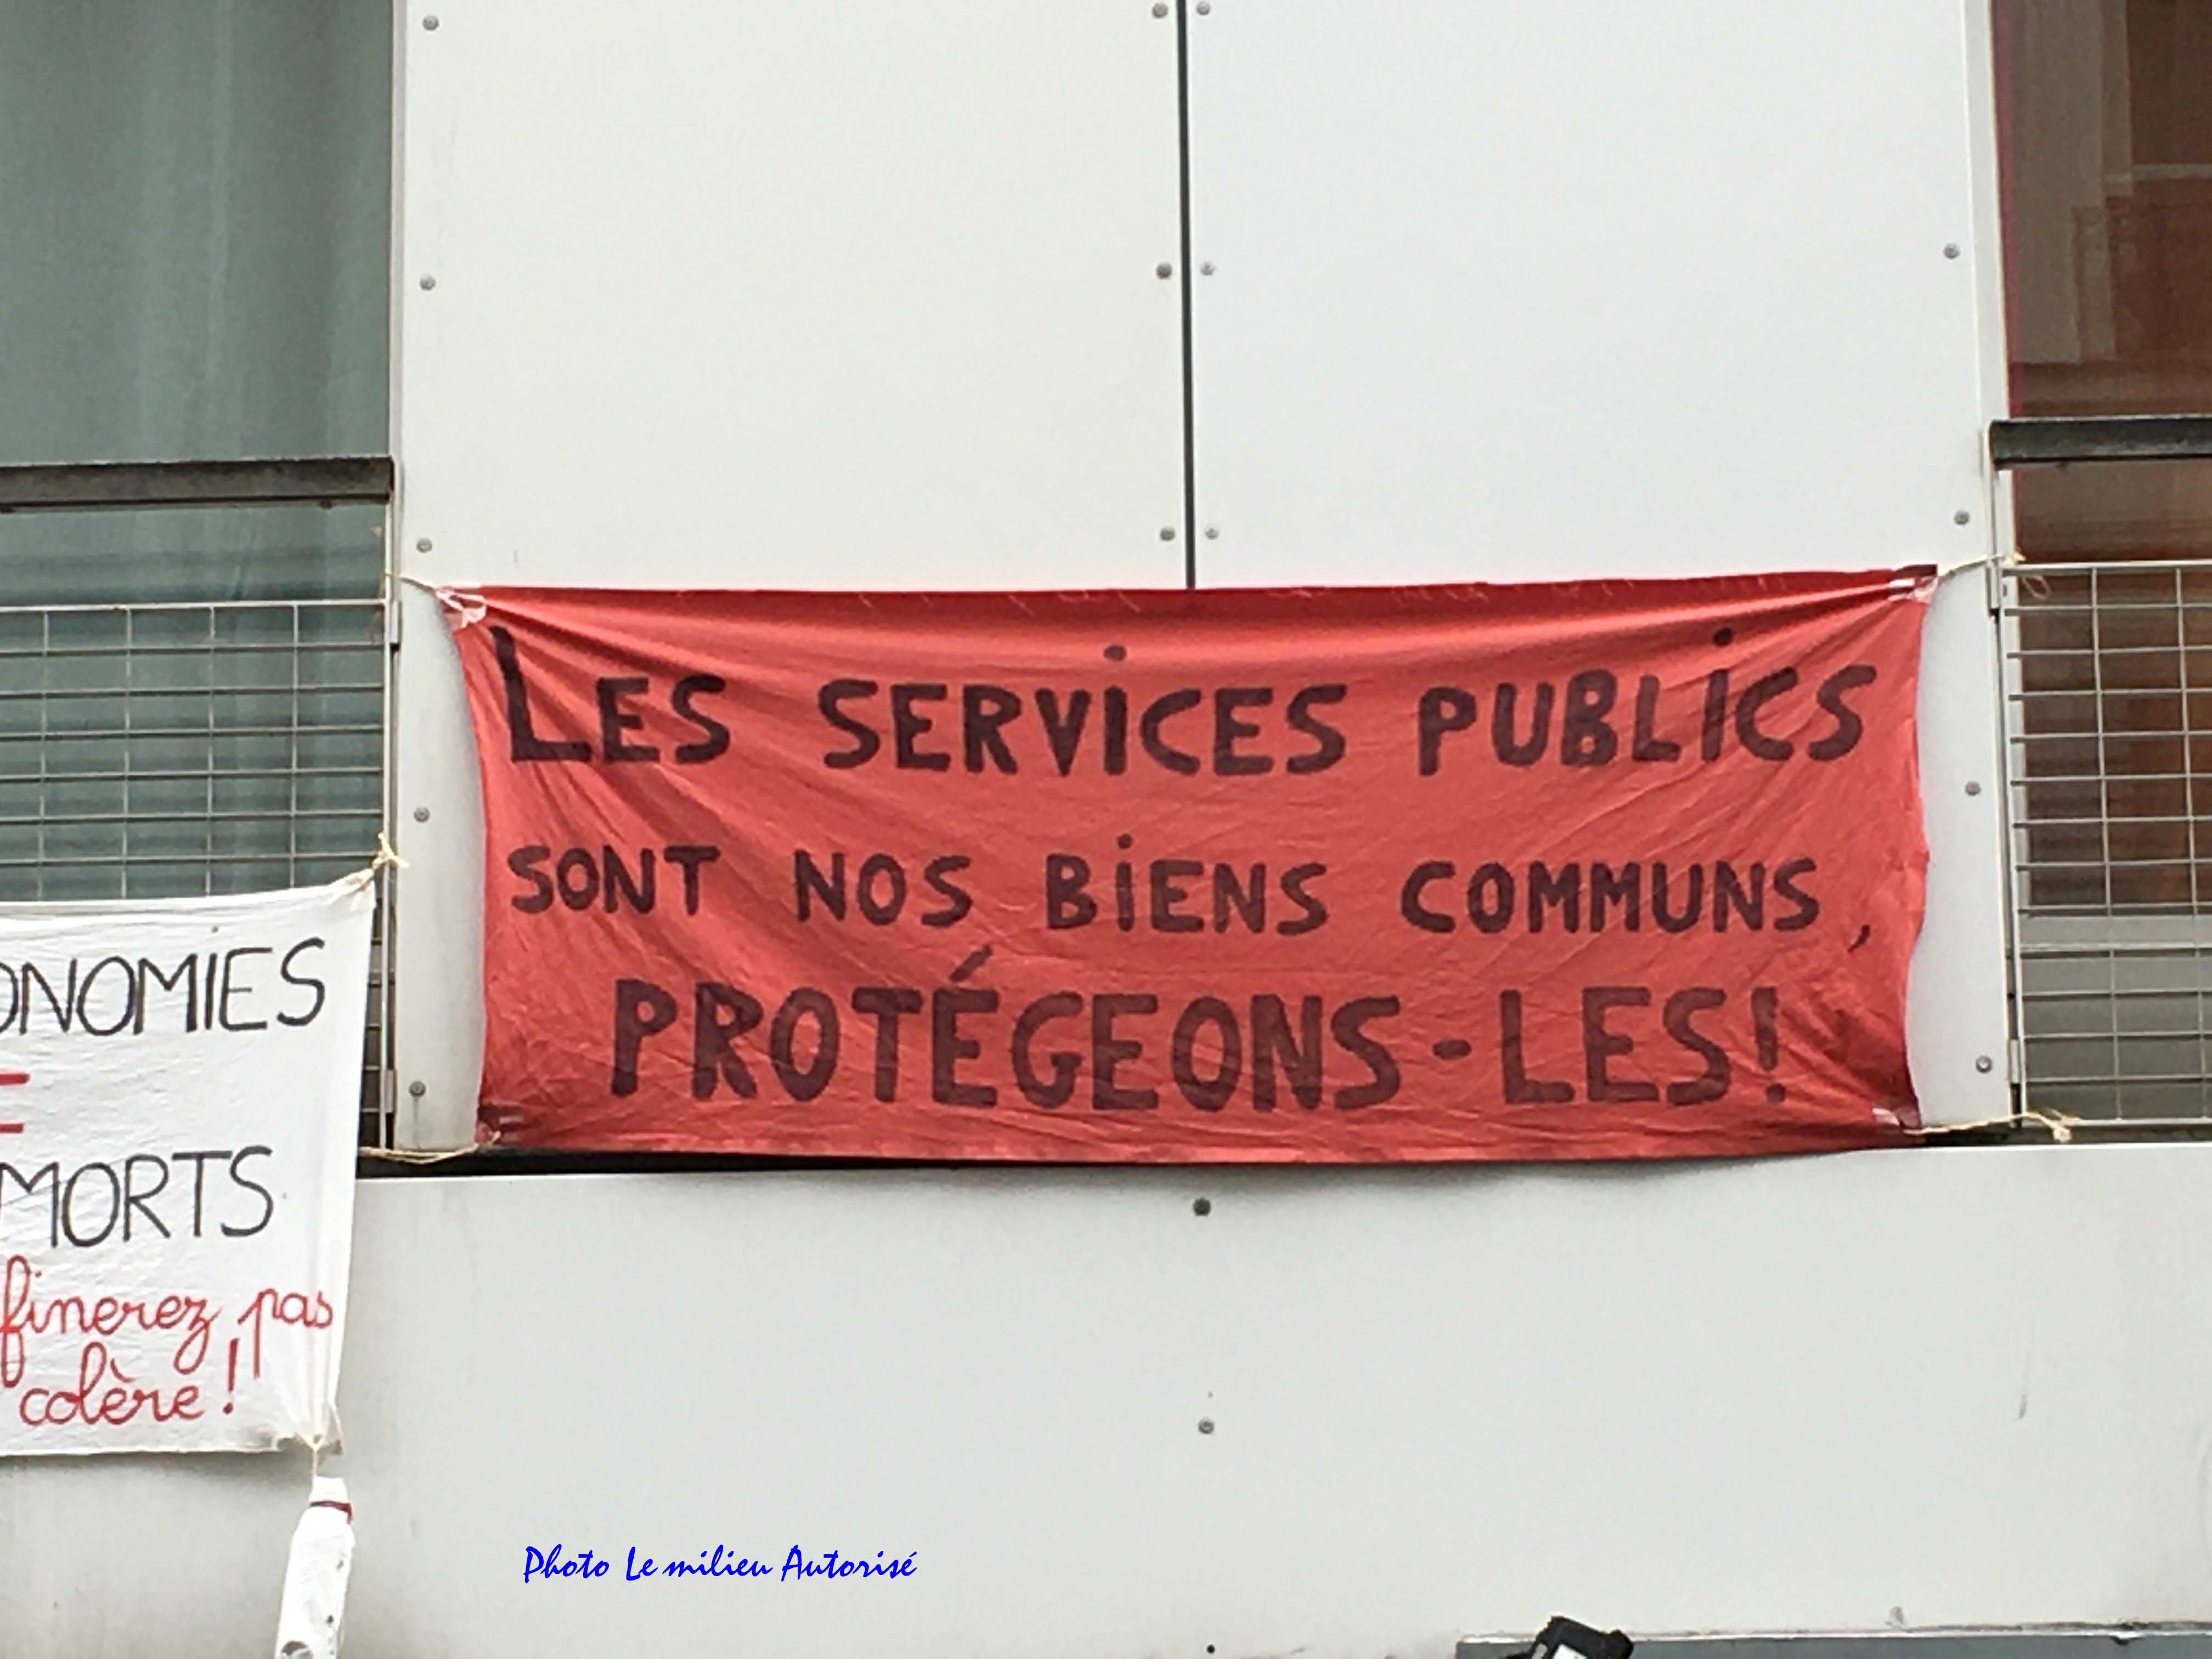 LES SERVICES PUBLICS
SONT NOS BIENS COMMUNS,
PROTÉGEONS-LES!
ONOMIES
=
MORTS
finerez pas
colère!
Photo Le milieu Autorisé